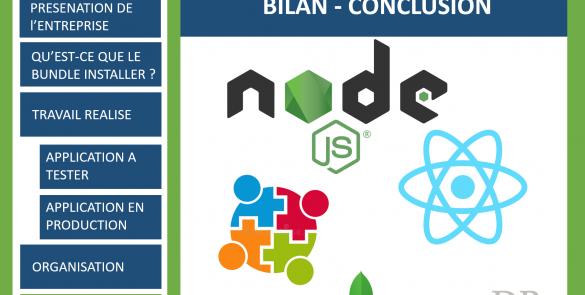 PRESENATION DE
l’ENTREPRISE
QU’EST-CE QUE LE
BUNDLE INSTALLER ?
TRAVAIL REALISE
APPLICATION A
TESTER
APPLICATION EN
PRODUCTION
ORGANISATION
BILAN - CONCLUSION
node
JS®